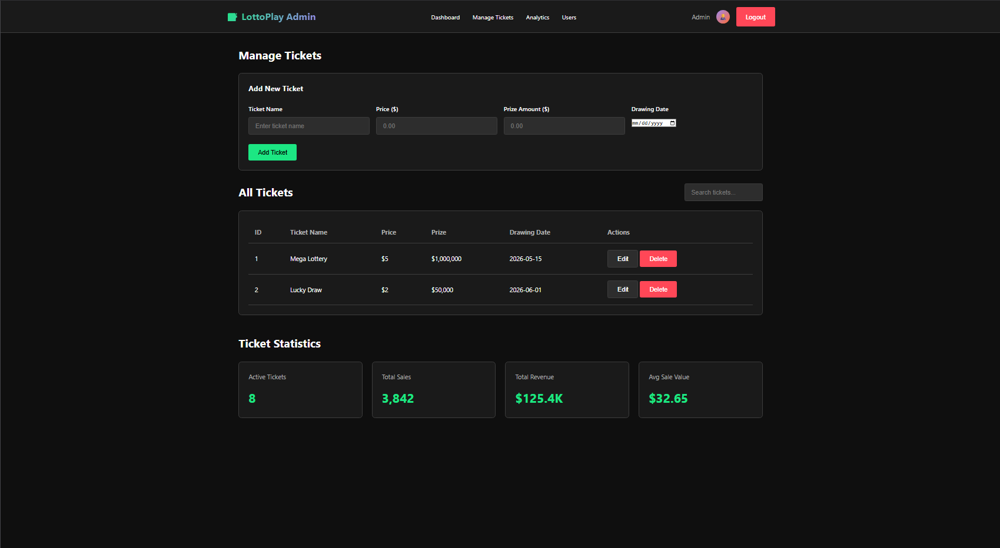 LottoPlay Admin
Dashboard Manage Tickets Analytics Users
Admin Logout
Manage Tickets
Add New Ticket
Ticket Name Price ($) Prize Amount ($) Drawing Date
Enter ticket name 0.00 0.00 mm/dd/yyyy
Add Ticket
All Tickets Search tickets...
ID Ticket Name Price Prize Drawing Date Actions
1 Mega Lottery $5 $1,000,000 2026-05-15 Edit Delete
2 Lucky Draw $2 $50,000 2026-06-01 Edit Delete
Ticket Statistics
Active Tickets Total Sales Total Revenue Avg Sale Value
8 3,842 $125.4K $32.65